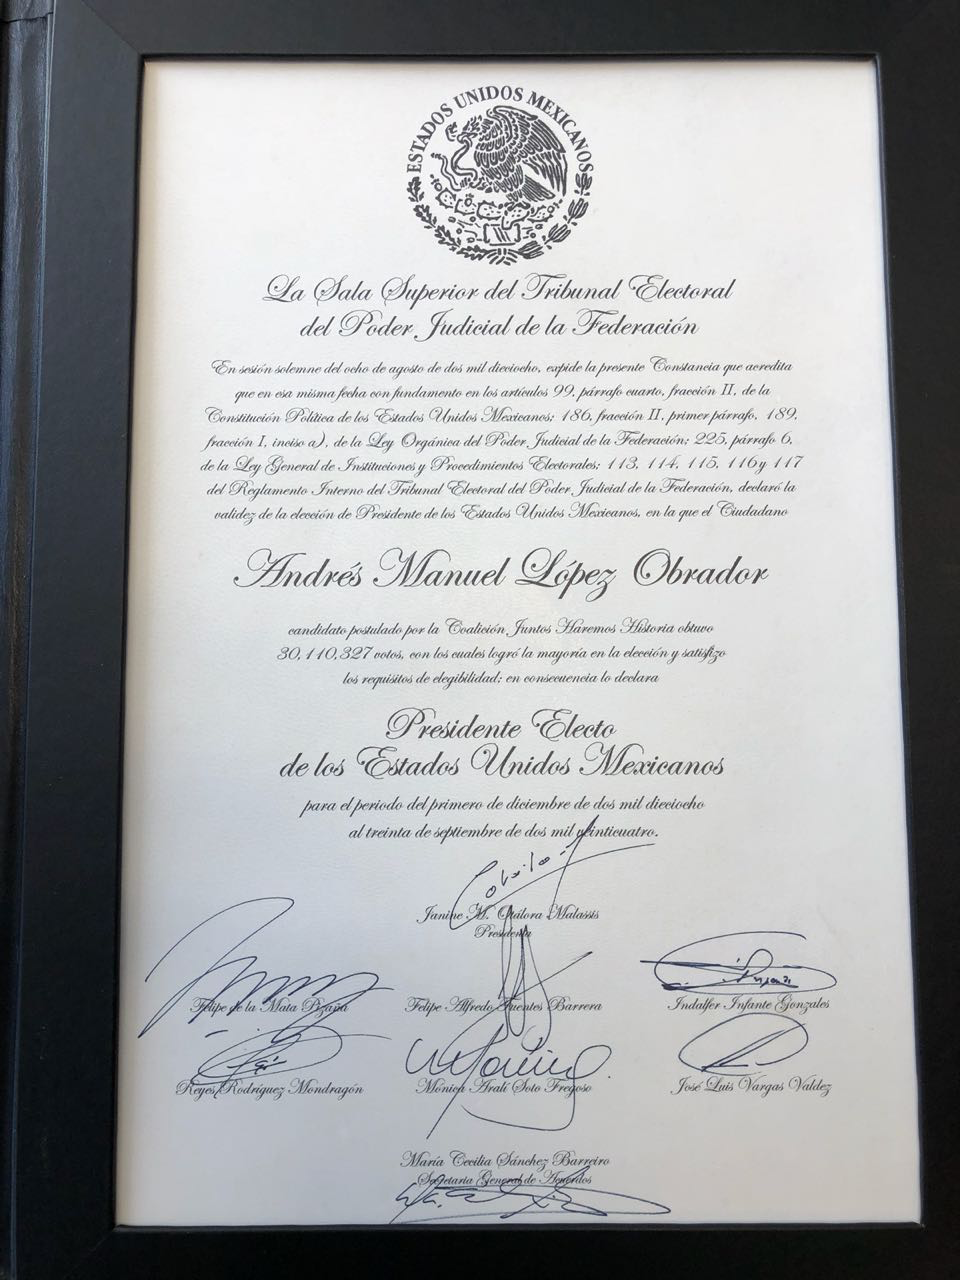 ESTADOS UNIDOS MEXICANOS
La Sala Superior del Tribunal Electoral
del Poder Judicial de la Federación
En sesión solemne del ocho de agosto de dos mil dieciocho, expide la presente Constancia que acredita
que en esa misma fecha con fundamento en los artículos 99, párrafo cuarto, fracción II, de la
Constitución Política de los Estados Unidos Mexicanos; 186, fracción II, primer párrafo, 189,
fracción I, inciso a), de la Ley Orgánica del Poder Judicial de la Federación; 225, párrafo 6,
de la Ley General de Instituciones y Procedimientos Electorales; 113, 114, 115, 116 y 117
del Reglamento Interno del Tribunal Electoral del Poder Judicial de la Federación, declaró la
validez de la elección de Presidente de los Estados Unidos Mexicanos, en la que el Ciudadano
Andrés Manuel López Obrador
candidato postulado por la Coalición Juntos Haremos Historia obtuvo
30,110,327 votos, con los cuales logró la mayoría en la elección y satisfizo
los requisitos de elegibilidad; en consecuencia lo declara
Presidente Electo
de los Estados Unidos Mexicanos
para el periodo del primero de diciembre de dos mil dieciocho
al treinta de septiembre de dos mil veinticuatro.
Janine M. Otálora Malassis
Presidenta
Felipe de la Mata Pizaña
Felipe Alfredo Fuentes Barrera
Indalfer Infante Gonzales
Reyes Rodríguez Mondragón
Mónica Aralí Soto Fregoso
José Luis Vargas Valdez
María Cecilia Sánchez Barreiro
Secretaria General de Acuerdos